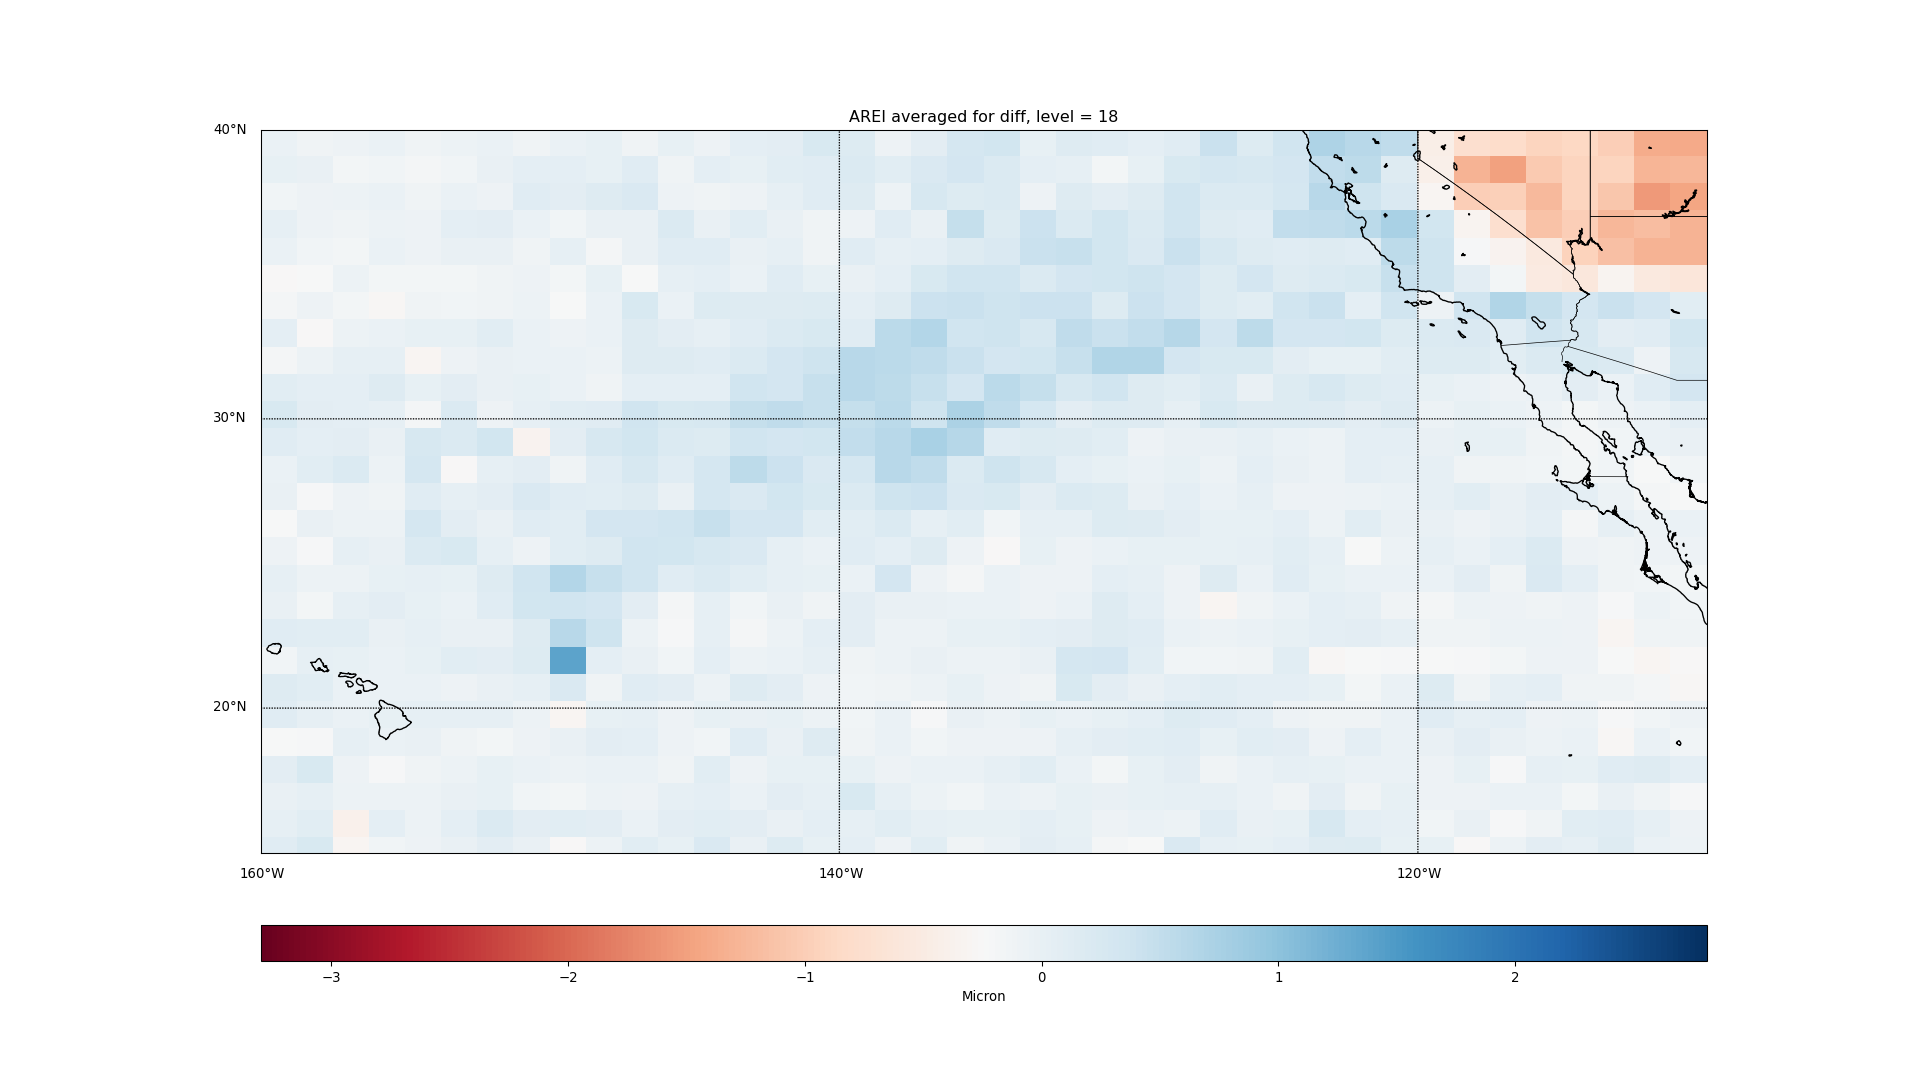 AREI averaged for diff, level = 18
40°N
30°N
20°N
160°W 140°W 120°W
−3 −2 −1 0 1 2
Micron